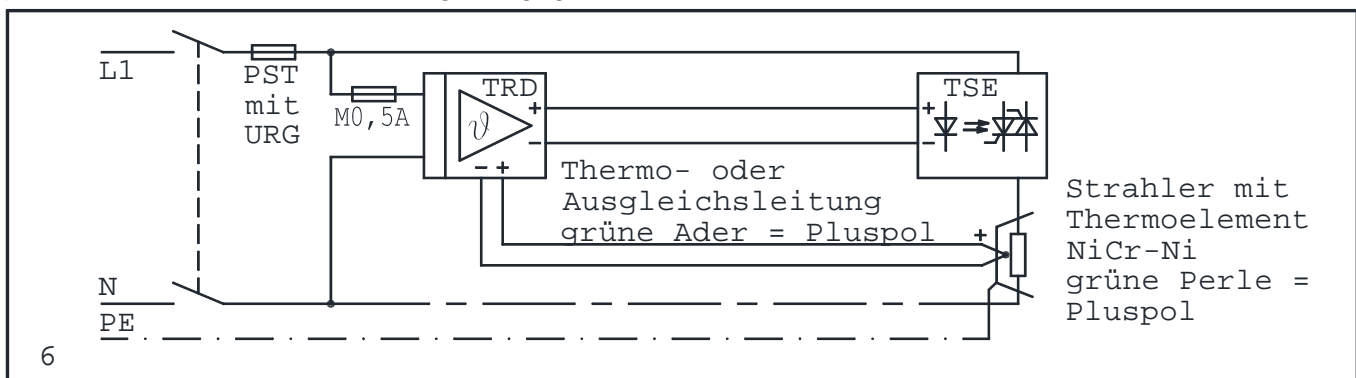 L1
PST
mit
URG
M0,5A
TRD
ϑ
+
-
- +
TSE
+
-
Thermo- oder
Ausgleichsleitung
grüne Ader = Pluspol
+
Strahler mit
Thermoelement
NiCr-Ni
grüne Perle =
Pluspol
N
PE
6